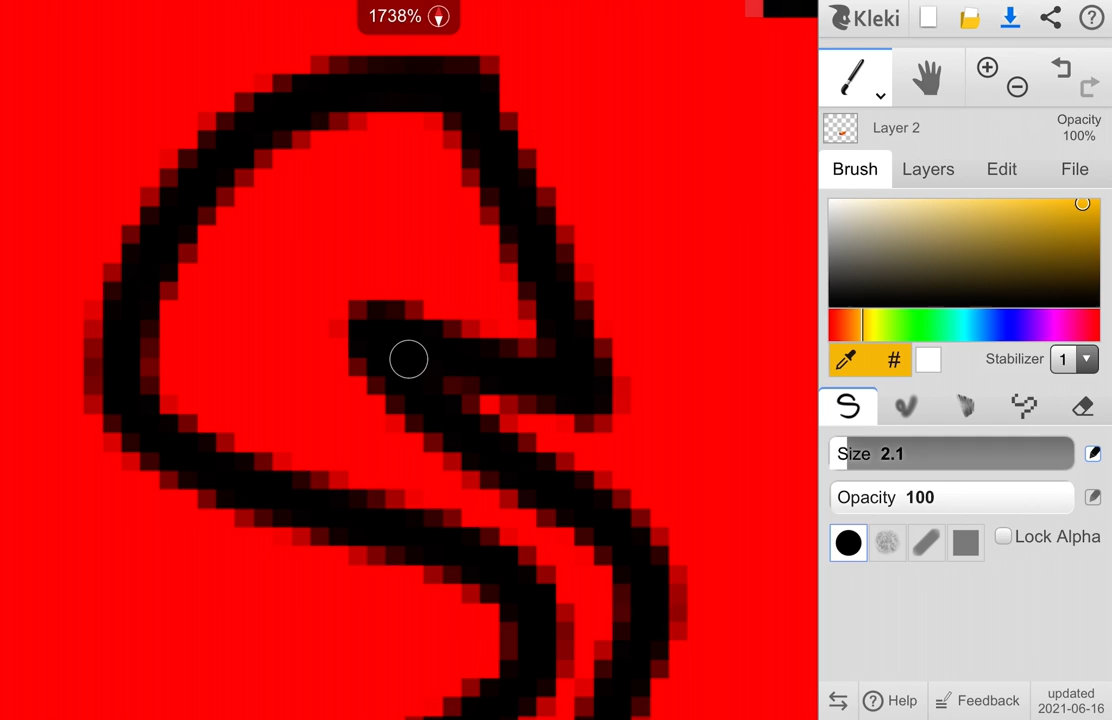 1738%
Kleki
Layer 2
Opacity
100%
Brush Layers Edit File
# Stabilizer 1
Size 2.1
Opacity 100
Lock Alpha
Help Feedback updated
2021-06-16